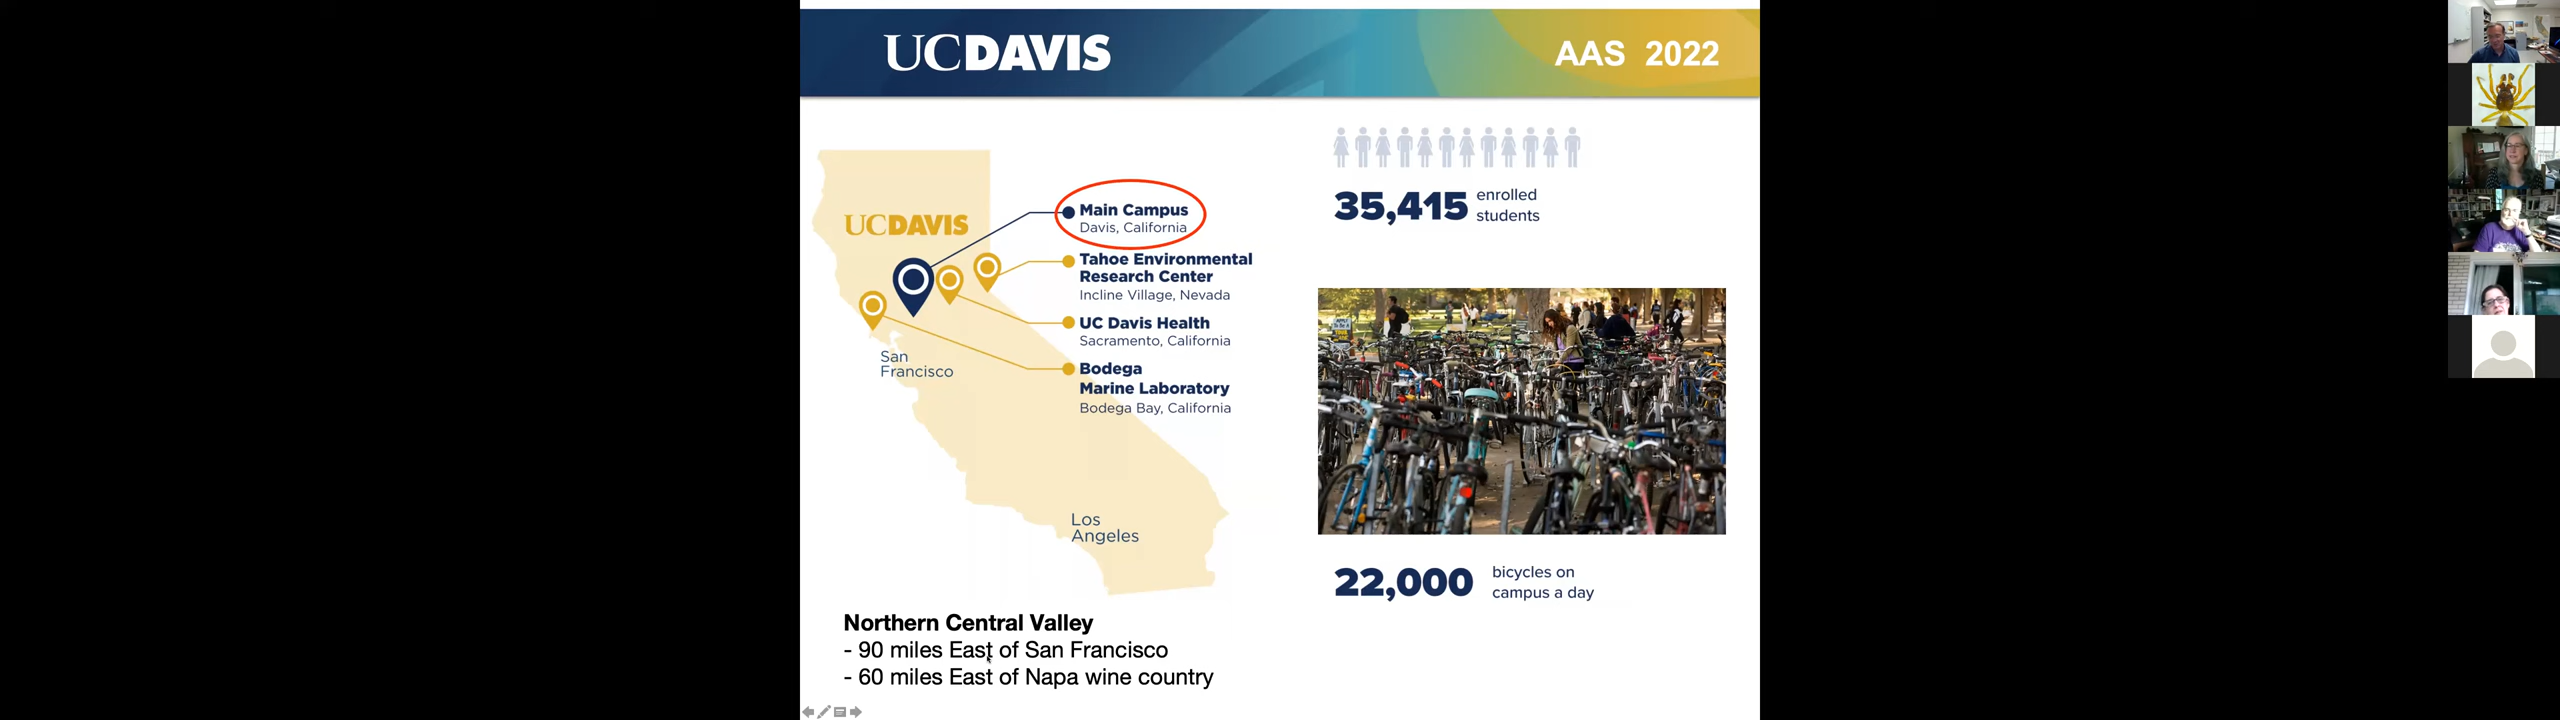 UCDAVIS
AAS 2022
UCDAVIS
Main Campus
Davis, California
Tahoe Environmental
Research Center
Incline Village, Nevada
UC Davis Health
Sacramento, California
Bodega
Marine Laboratory
Bodega Bay, California
San
Francisco
Los
Angeles
Northern Central Valley
- 90 miles East of San Francisco
- 60 miles East of Napa wine country
35,415 enrolled
students
22,000 bicycles on
campus a day